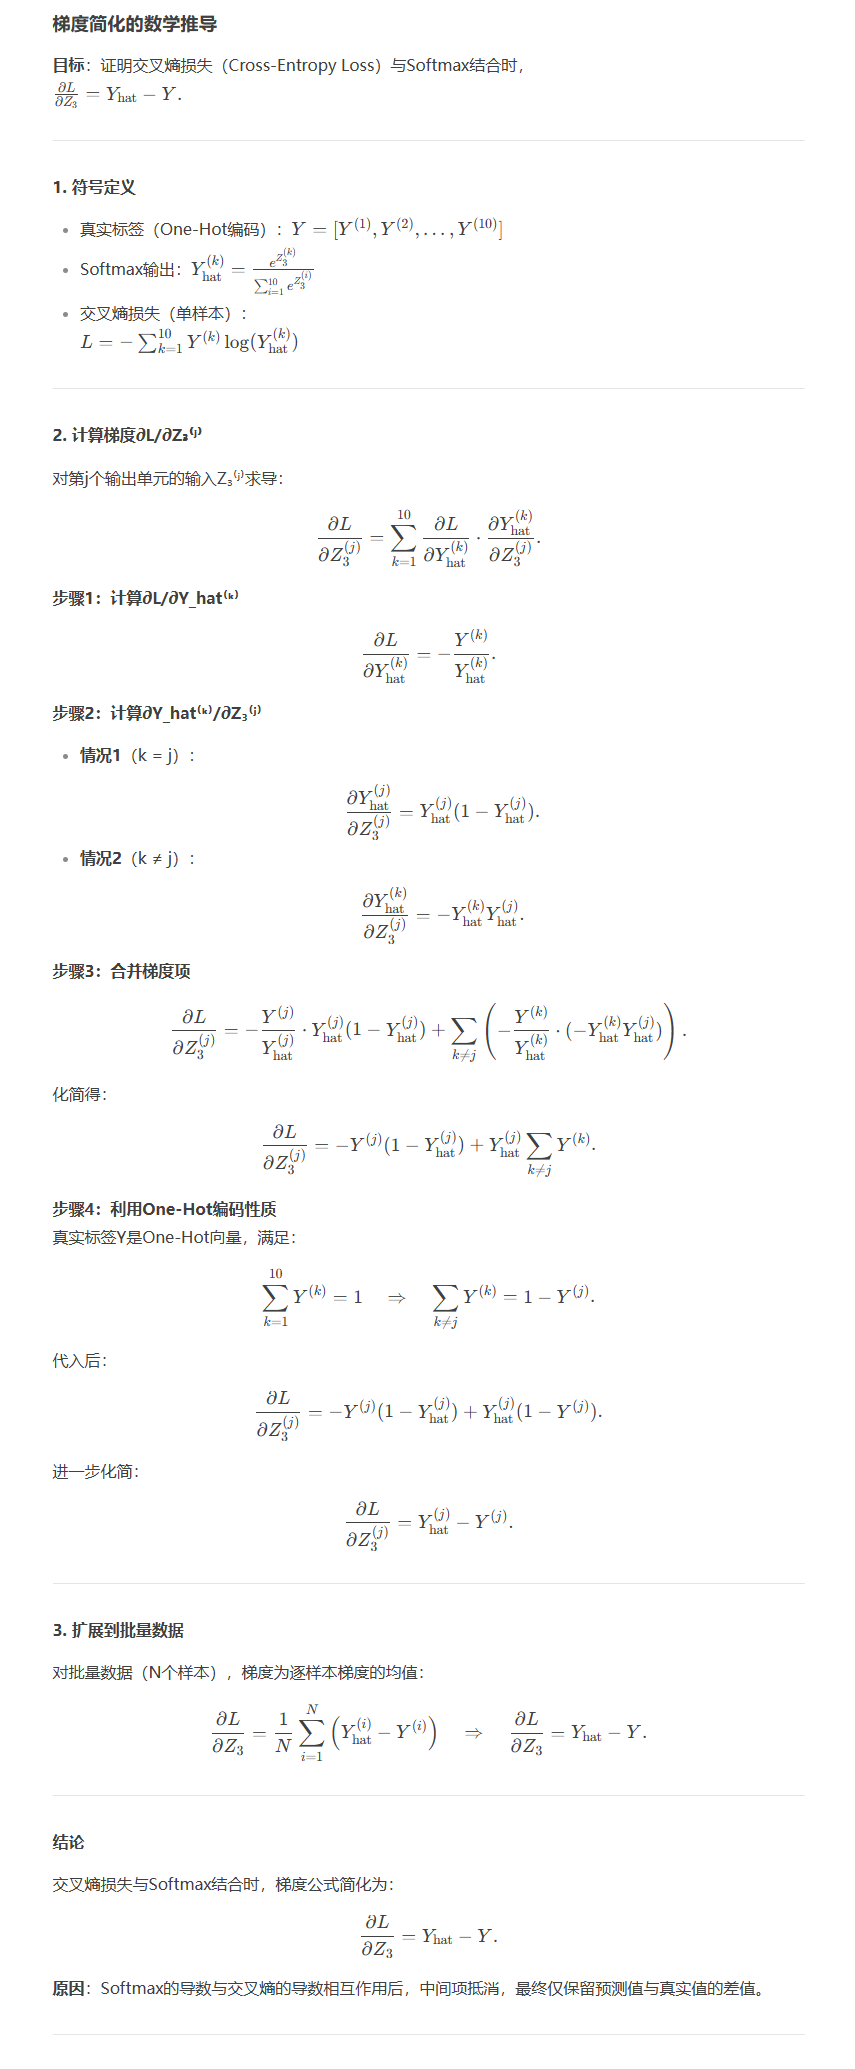 梯度简化的数学推导
目标：证明交叉熵损失（Cross-Entropy Loss）与Softmax结合时，
$\frac{\partial L}{\partial Z_3} = Y_{\text{hat}} - Y.$
1. 符号定义
• 真实标签（One-Hot编码）：$Y = [Y^{(1)}, Y^{(2)}, \ldots, Y^{(10)}]$
• Softmax输出：$Y_{\text{hat}}^{(k)} = \frac{e^{Z_3^{(k)}}}{\sum_{i=1}^{10} e^{Z_3^{(i)}}}$
• 交叉熵损失（单样本）：
$L = -\sum_{k=1}^{10} Y^{(k)} \log(Y_{\text{hat}}^{(k)})$
2. 计算梯度∂L/∂Z₃⁽ʲ⁾
对第j个输出单元的输入Z₃⁽ʲ⁾求导：
$\frac{\partial L}{\partial Z_3^{(j)}} = \sum_{k=1}^{10} \frac{\partial L}{\partial Y_{\text{hat}}^{(k)}} \cdot \frac{\partial Y_{\text{hat}}^{(k)}}{\partial Z_3^{(j)}}.$
步骤1：计算∂L/∂Y_hat⁽ᵏ⁾
$\frac{\partial L}{\partial Y_{\text{hat}}^{(k)}} = -\frac{Y^{(k)}}{Y_{\text{hat}}^{(k)}}.$
步骤2：计算∂Y_hat⁽ᵏ⁾/∂Z₃⁽ʲ⁾
• 情况1（k = j）：
$\frac{\partial Y_{\text{hat}}^{(j)}}{\partial Z_3^{(j)}} = Y_{\text{hat}}^{(j)}(1 - Y_{\text{hat}}^{(j)}).$
• 情况2（k ≠ j）：
$\frac{\partial Y_{\text{hat}}^{(k)}}{\partial Z_3^{(j)}} = -Y_{\text{hat}}^{(k)} Y_{\text{hat}}^{(j)}.$
步骤3：合并梯度项
$\frac{\partial L}{\partial Z_3^{(j)}} = -\frac{Y^{(j)}}{Y_{\text{hat}}^{(j)}} \cdot Y_{\text{hat}}^{(j)}(1 - Y_{\text{hat}}^{(j)}) + \sum_{k \neq j} \left( -\frac{Y^{(k)}}{Y_{\text{hat}}^{(k)}} \cdot (-Y_{\text{hat}}^{(k)} Y_{\text{hat}}^{(j)}) \right).$
化简得：
$\frac{\partial L}{\partial Z_3^{(j)}} = -Y^{(j)}(1 - Y_{\text{hat}}^{(j)}) + Y_{\text{hat}}^{(j)} \sum_{k \neq j} Y^{(k)}.$
步骤4：利用One-Hot编码性质
真实标签Y是One-Hot向量，满足：
$\sum_{k=1}^{10} Y^{(k)} = 1 \quad \Rightarrow \quad \sum_{k \neq j} Y^{(k)} = 1 - Y^{(j)}.$
代入后：
$\frac{\partial L}{\partial Z_3^{(j)}} = -Y^{(j)}(1 - Y_{\text{hat}}^{(j)}) + Y_{\text{hat}}^{(j)}(1 - Y^{(j)}).$
进一步化简：
$\frac{\partial L}{\partial Z_3^{(j)}} = Y_{\text{hat}}^{(j)} - Y^{(j)}.$
3. 扩展到批量数据
对批量数据（N个样本），梯度为逐样本梯度的均值：
$\frac{\partial L}{\partial Z_3} = \frac{1}{N} \sum_{i=1}^{N} \left( Y_{\text{hat}}^{(i)} - Y^{(i)} \right) \quad \Rightarrow \quad \frac{\partial L}{\partial Z_3} = Y_{\text{hat}} - Y.$
结论
交叉熵损失与Softmax结合时，梯度公式简化为：
$\frac{\partial L}{\partial Z_3} = Y_{\text{hat}} - Y.$
原因：Softmax的导数与交叉熵的导数相互作用后，中间项抵消，最终仅保留预测值与真实值的差值。